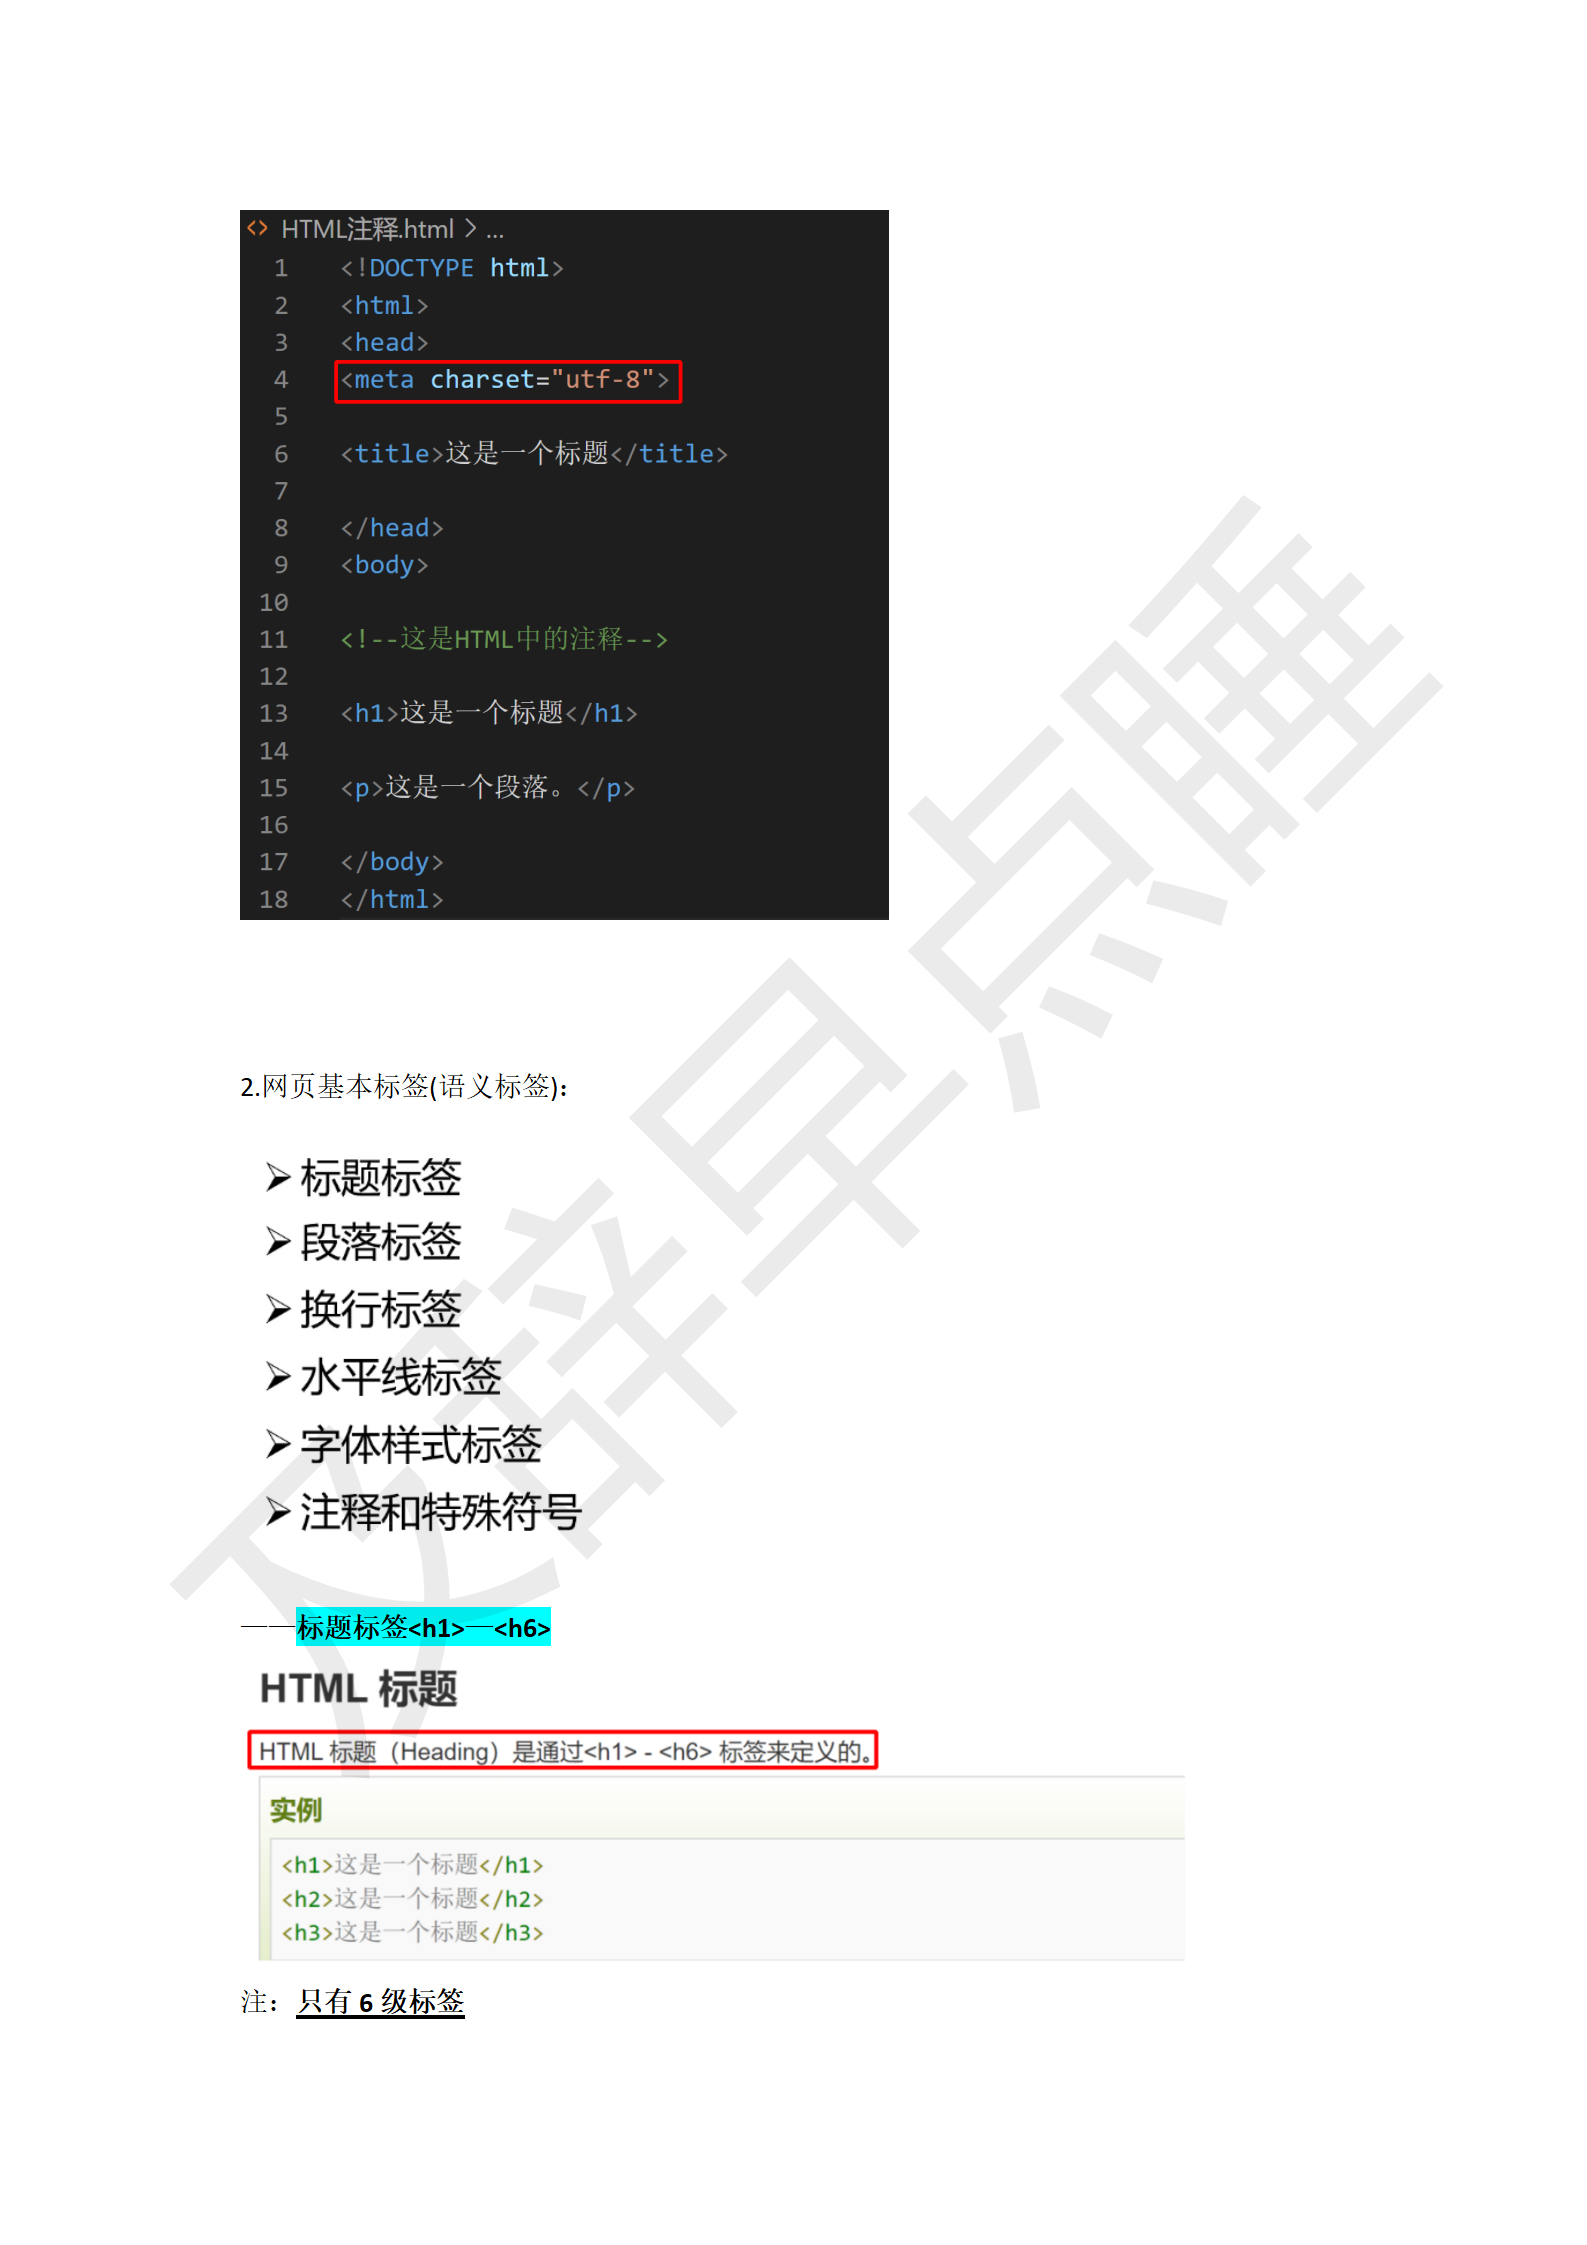 <> HTML注释.html > ...
1 <!DOCTYPE html>
2 <html>
3 <head>
4 <meta charset="utf-8">
5
6 <title>这是一个标题</title>
7
8 </head>
9 <body>
10
11 <!--这是HTML中的注释-->
12
13 <h1>这是一个标题</h1>
14
15 <p>这是一个段落。</p>
16
17 </body>
18 </html>
2.网页基本标签(语义标签)：
➢ 标题标签
➢ 段落标签
➢ 换行标签
➢ 水平线标签
➢ 字体样式标签
➢ 注释和特殊符号
——标题标签<h1>—<h6>
HTML 标题
HTML 标题（Heading）是通过<h1> - <h6> 标签来定义的。
实例
<h1>这是一个标题</h1>
<h2>这是一个标题</h2>
<h3>这是一个标题</h3>
注：只有 6 级标签
及辞早点睡